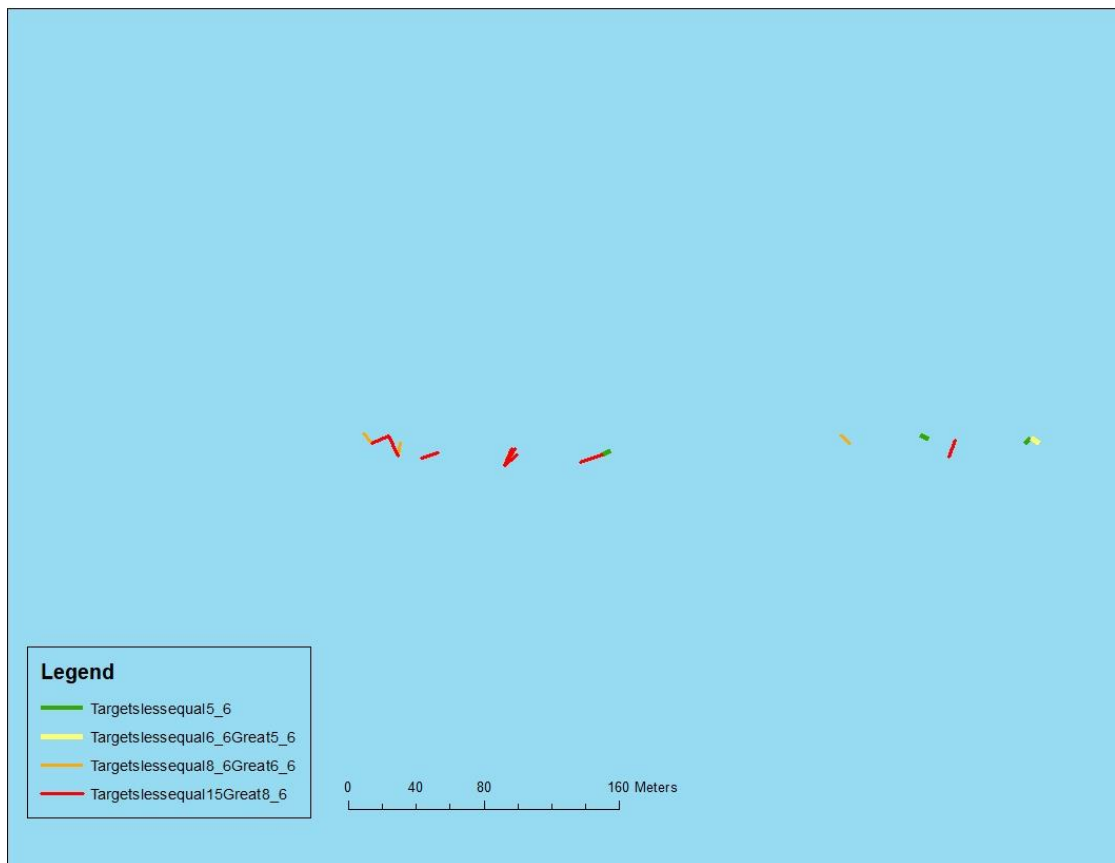 Legend
Targetslessequal5_6
Targetslessequal6_6Great5_6
Targetslessequal8_6Great6_6
Targetslessequal15Great8_6
0 40 80 160 Meters